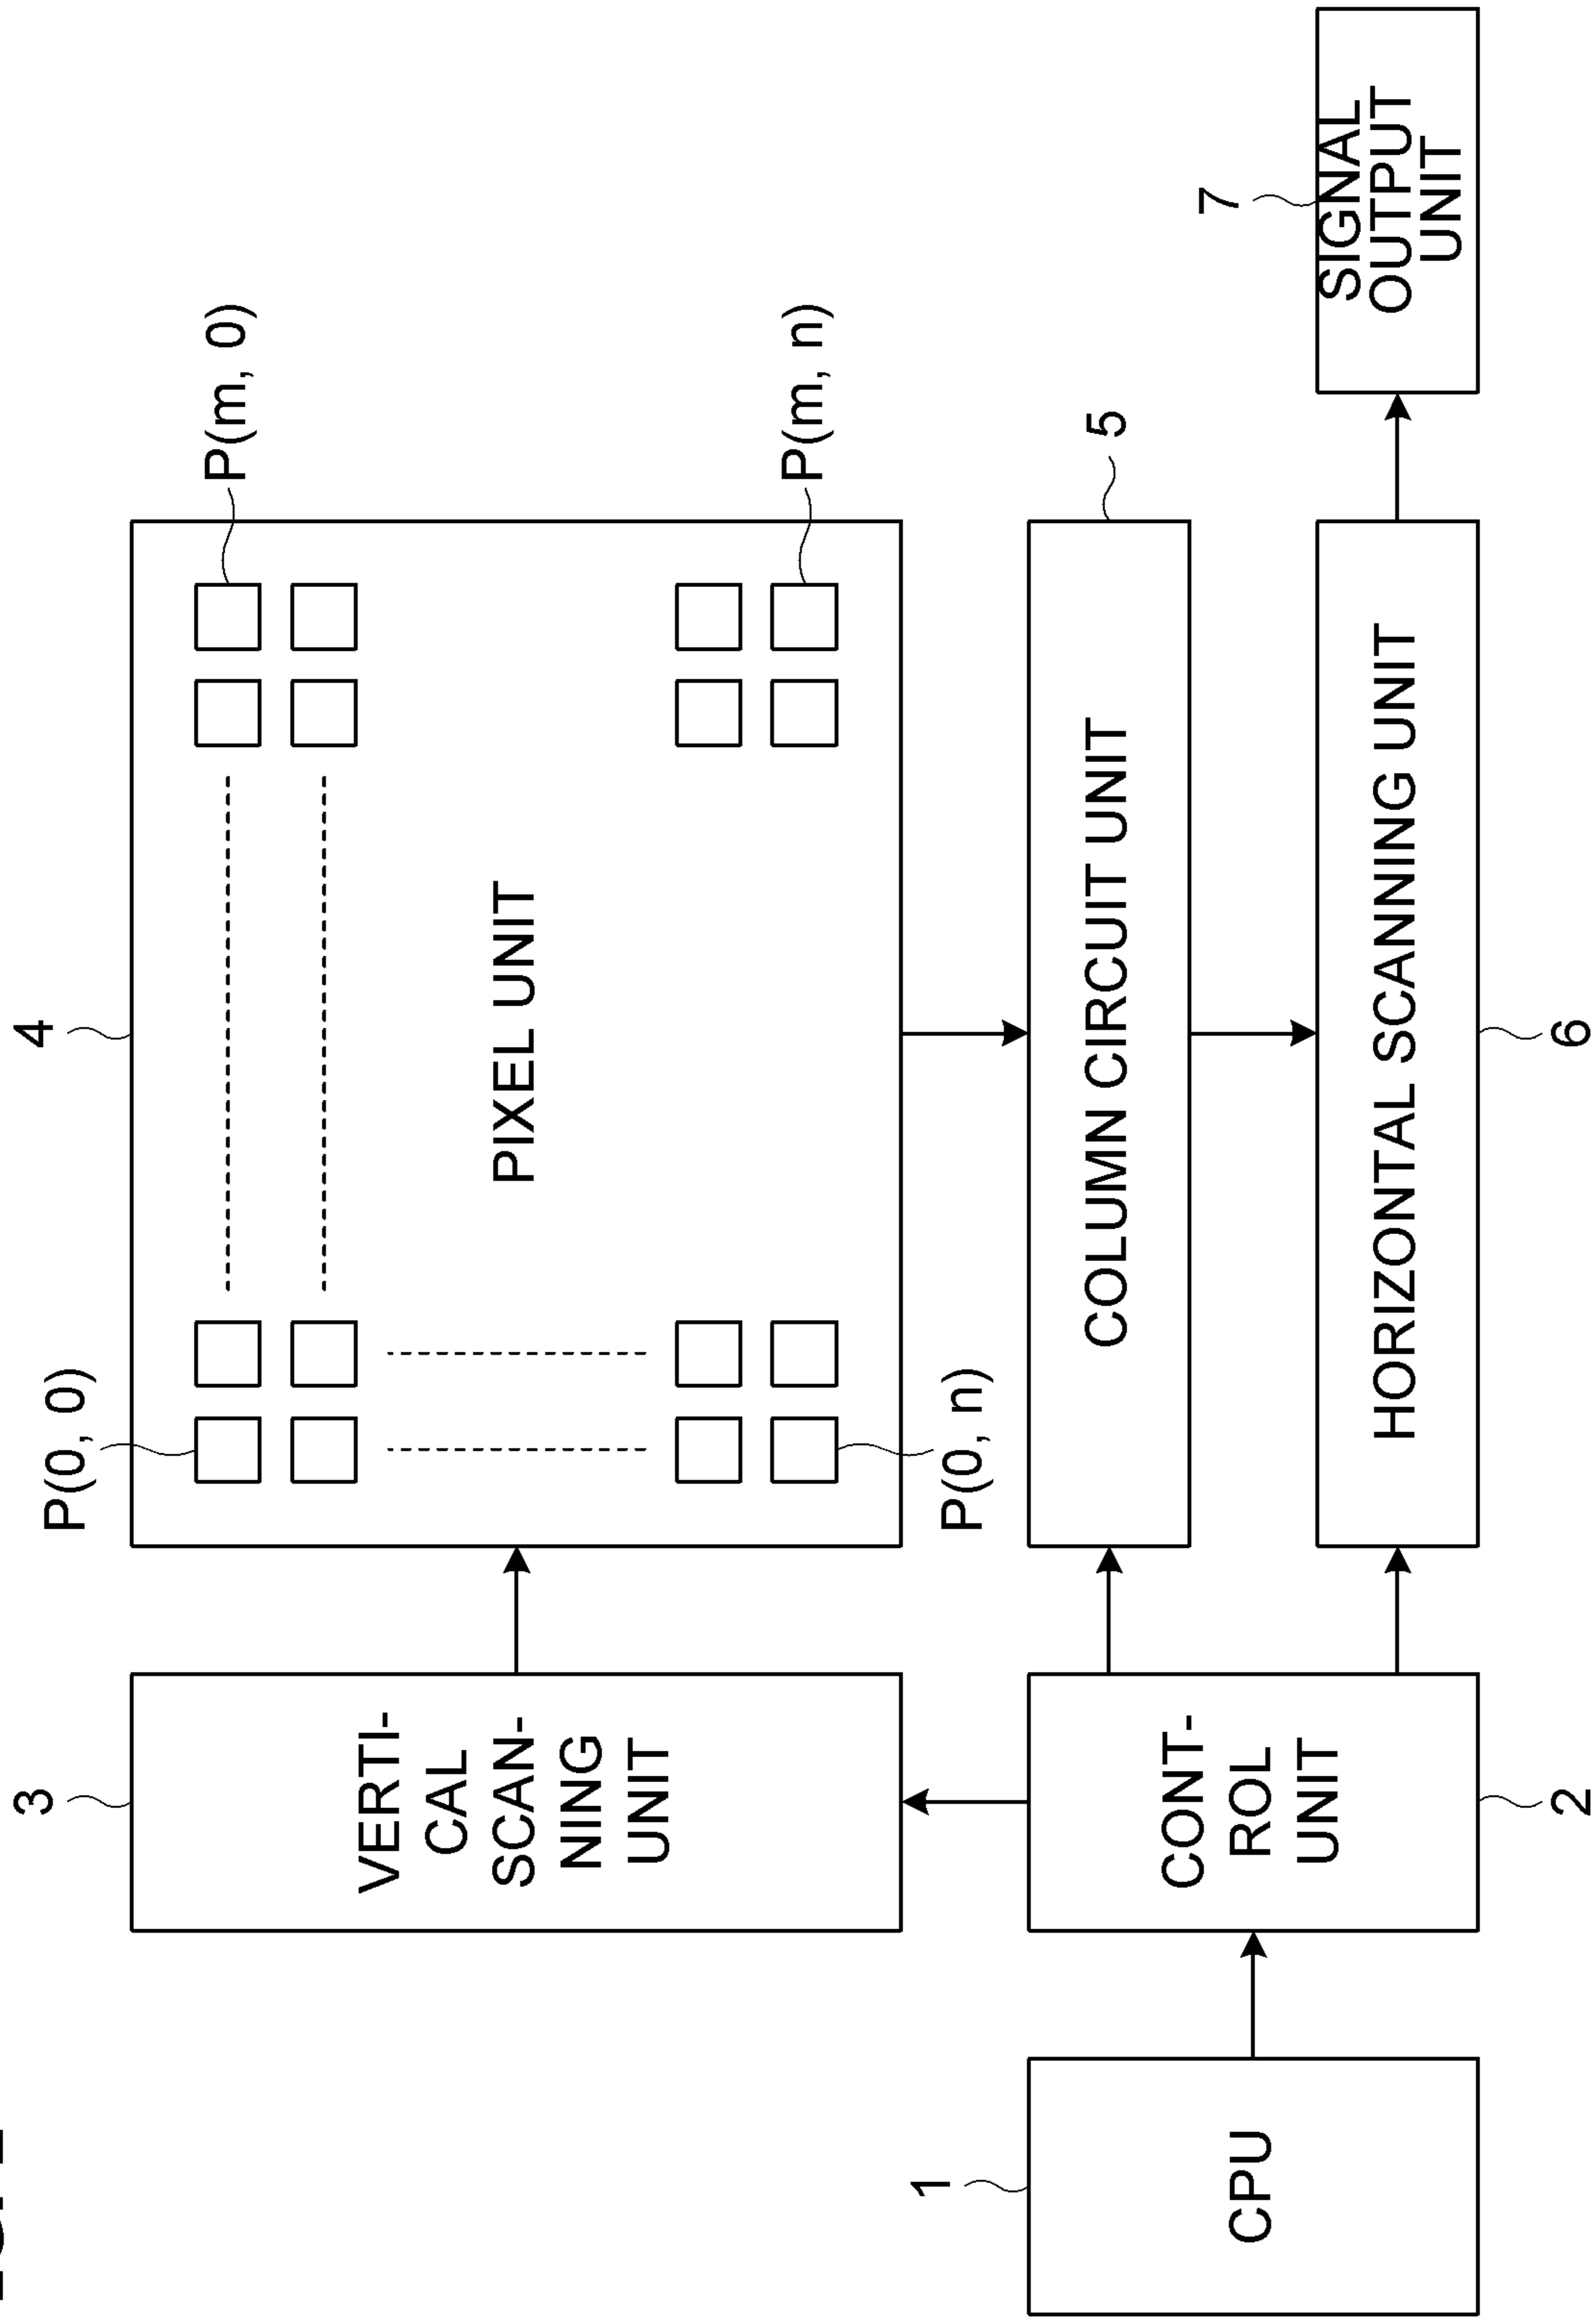 3
4
P(0, 0)
P(m, 0)
VERTI-
CAL
SCAN-
NING
UNIT
PIXEL UNIT
P(m, n)
P(0, n)
1
5
CPU
CONT-
ROL
UNIT
COLUMN CIRCUIT UNIT
7
HORIZONTAL SCANNING UNIT
SIGNAL
OUTPUT
UNIT
2
6